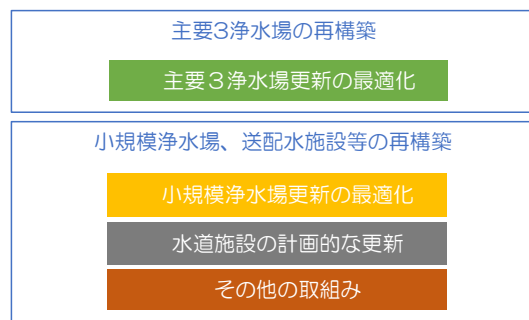 主要3浄水場の再構築
主要３浄水場更新の最適化
小規模浄水場、送配水施設等の再構築
小規模浄水場更新の最適化
水道施設の計画的な更新
その他の取組み